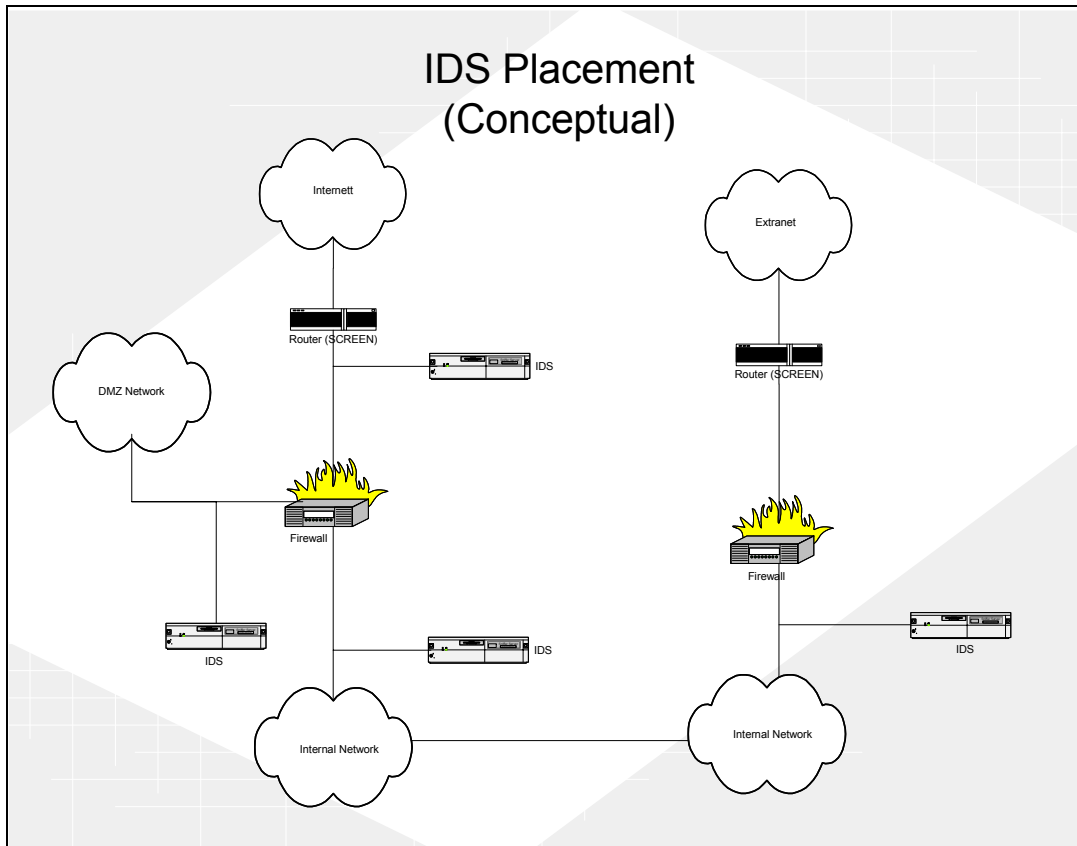 IDS Placement
(Conceptual)
Internett
Extranet
Router (SCREEN)
Router (SCREEN)
IDS
DMZ Network
Firewall
Firewall
IDS
IDS
IDS
Internal Network
Internal Network